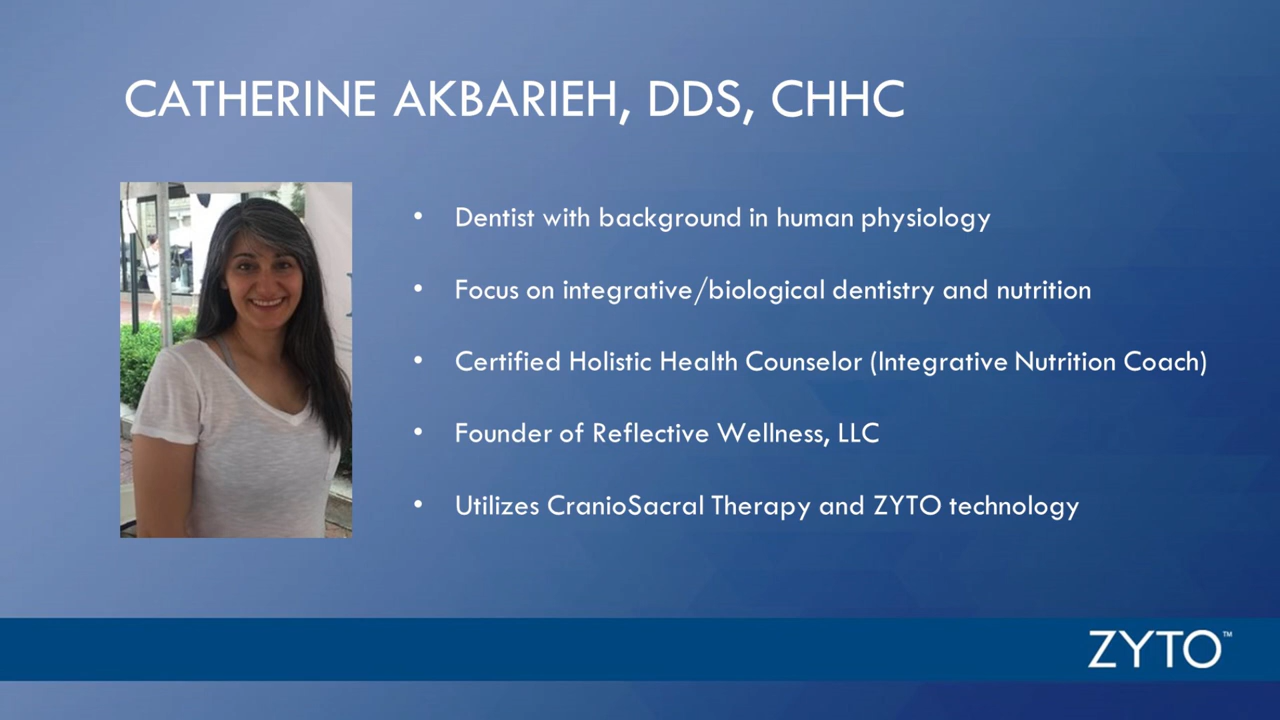 CATHERINE AKBARIEH, DDS, CHHC
• Dentist with background in human physiology
• Focus on integrative/biological dentistry and nutrition
• Certified Holistic Health Counselor (Integrative Nutrition Coach)
• Founder of Reflective Wellness, LLC
• Utilizes CranioSacral Therapy and ZYTO technology
ZYTO™